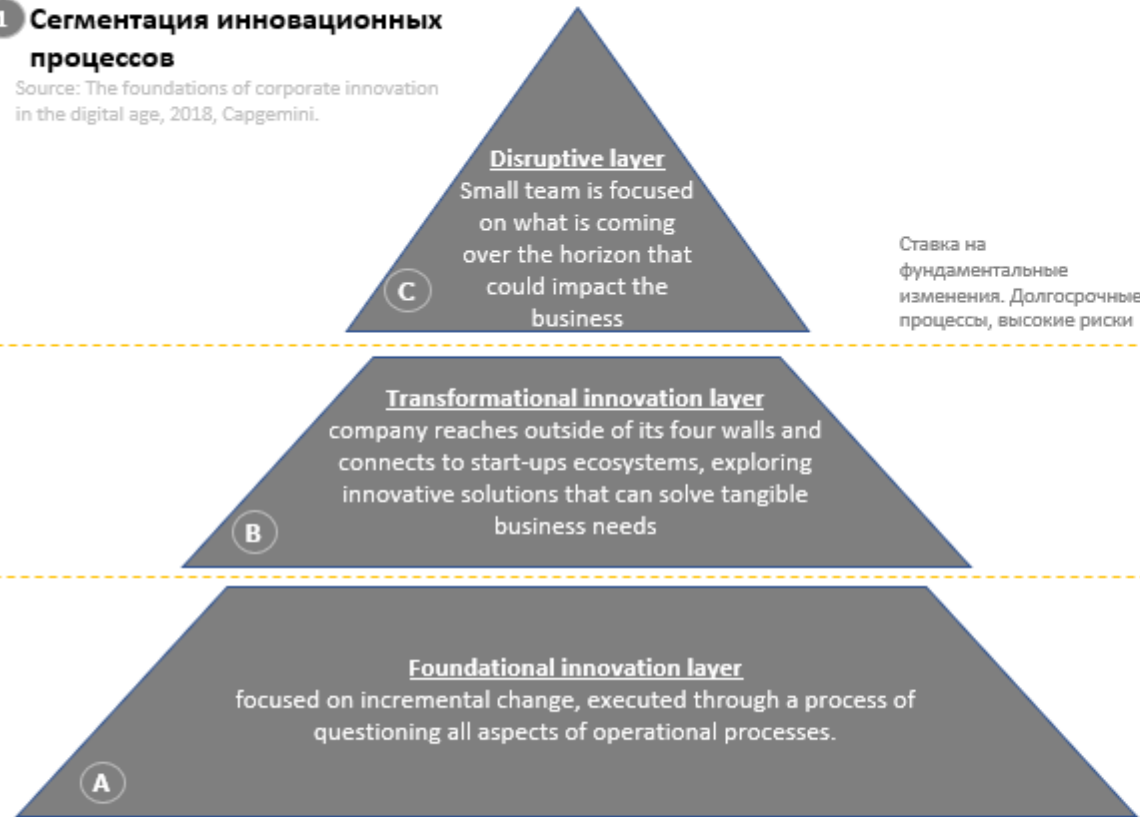 1 Сегментация инновационных
процессов
Source: The foundations of corporate innovation
in the digital age, 2018, Capgemini.
Disruptive layer
Small team is focused
on what is coming
over the horizon that
could impact the
business
C
Ставка на
фундаментальные
изменения. Долгосрочные
процессы, высокие риски
Transformational innovation layer
company reaches outside of its four walls and
connects to start-ups ecosystems, exploring
innovative solutions that can solve tangible
business needs
B
Foundational innovation layer
focused on incremental change, executed through a process of
questioning all aspects of operational processes.
A